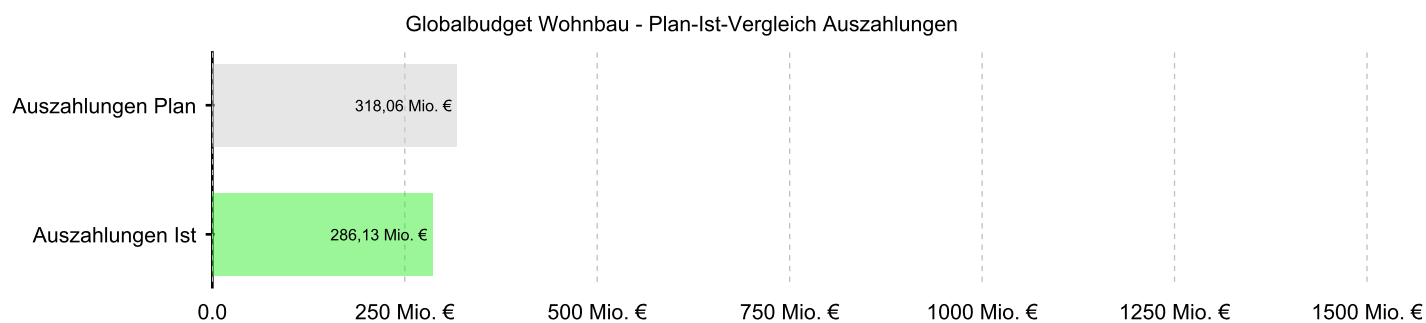 Globalbudget Wohnbau - Plan-Ist-Vergleich Auszahlungen
Auszahlungen Plan
318,06 Mio. €
Auszahlungen Ist
286,13 Mio. €
0.0 250 Mio. € 500 Mio. € 750 Mio. € 1000 Mio. € 1250 Mio. € 1500 Mio. €